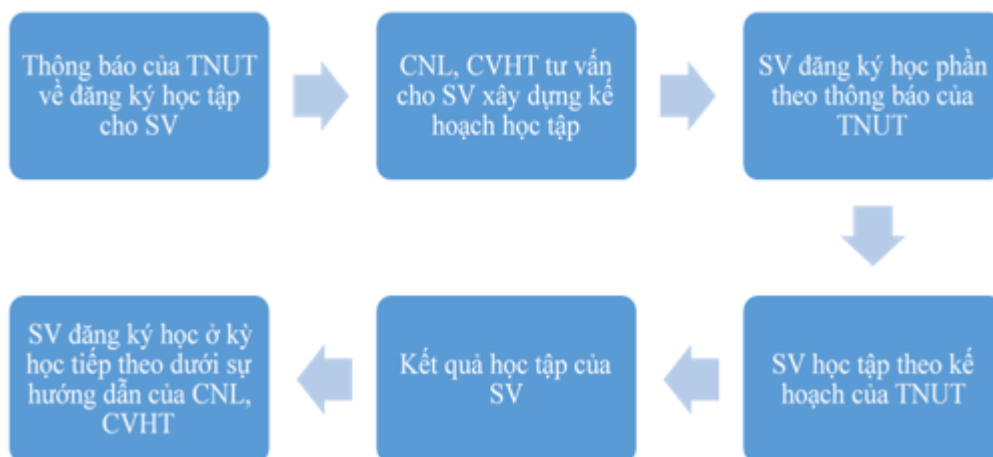 Thông báo của TNUT
về đăng ký học tập
cho SV
CNL, CVHT tư vấn
cho SV xây dựng kế
hoạch học tập
SV đăng ký học phần
theo thông báo của
TNUT
SV học tập theo kế
hoạch của TNUT
Kết quả học tập của
SV
SV đăng ký học ở kỳ
học tiếp theo dưới sự
hướng dẫn của CNL,
CVHT